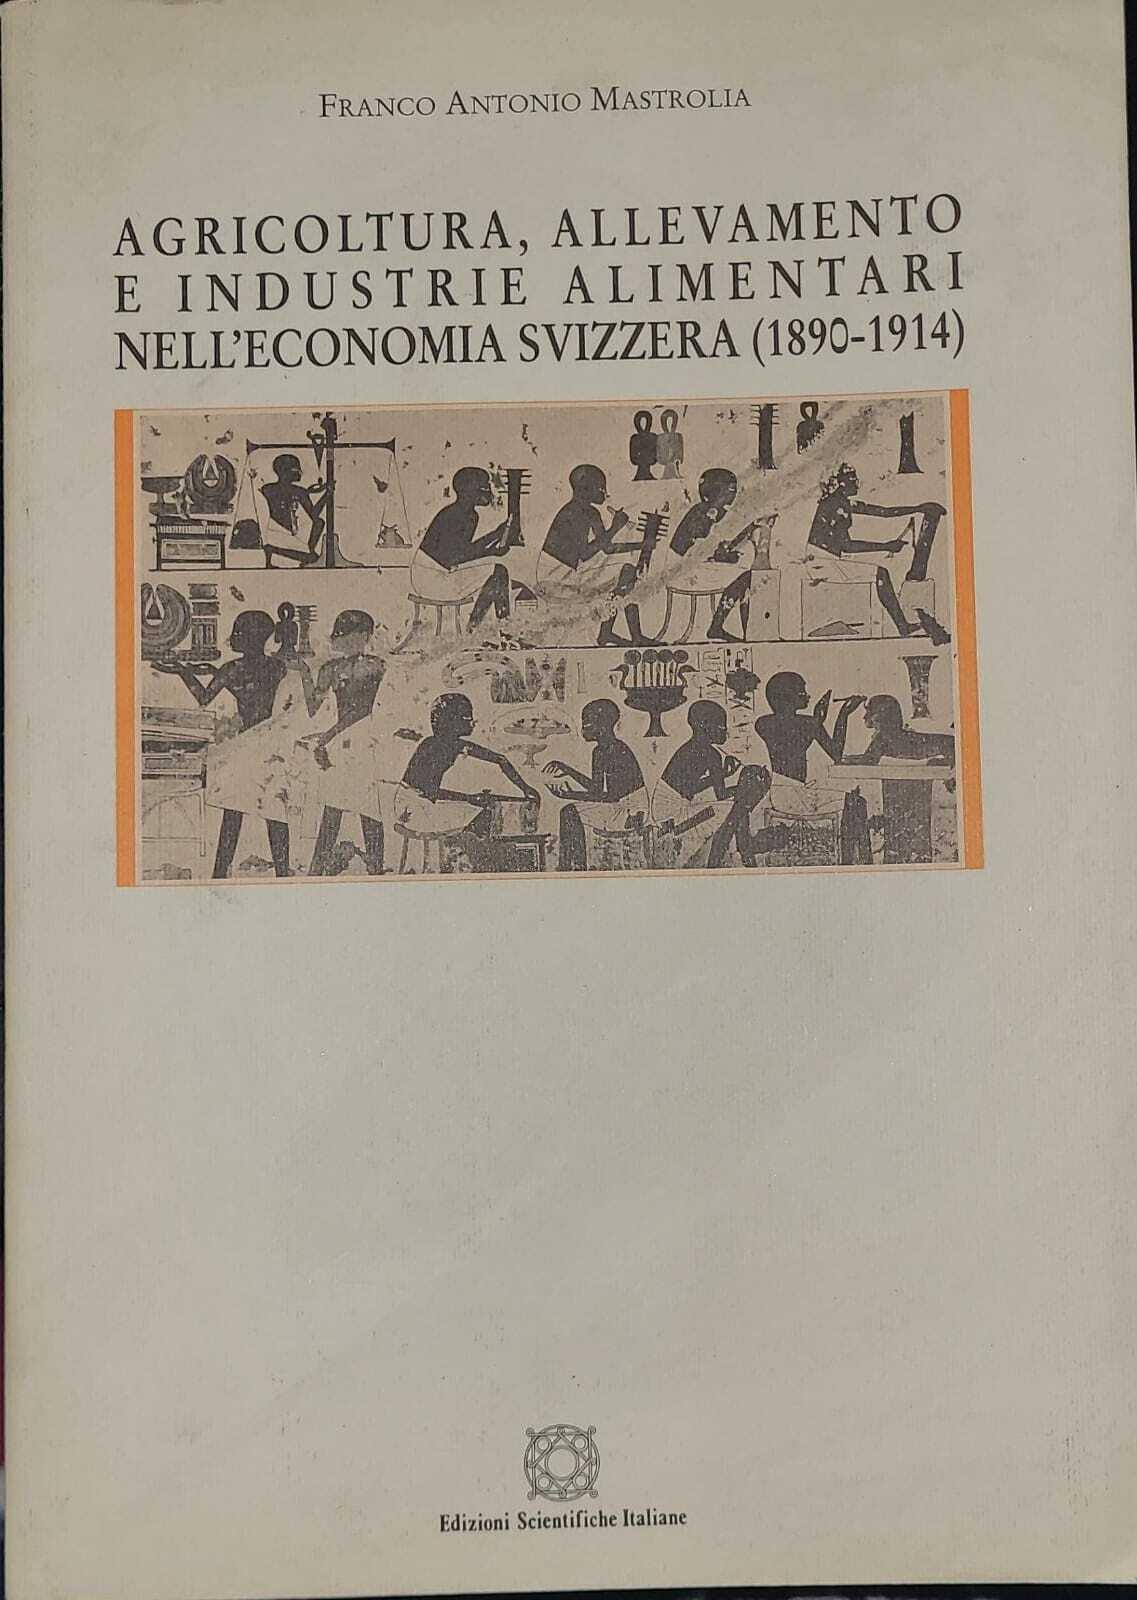 FRANCO ANTONIO MASTROLIA
AGRICOLTURA, ALLEVAMENTO
E INDUSTRIE ALIMENTARI
NELL'ECONOMIA SVIZZERA (1890-1914)
Edizioni Scientifiche Italiane